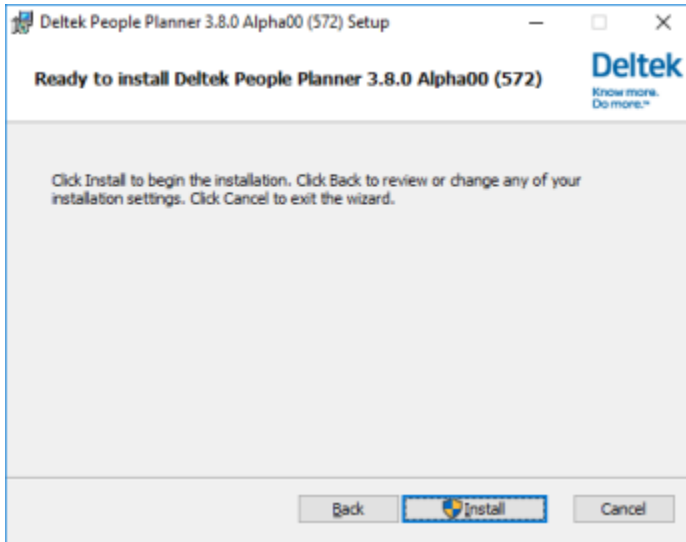 Deltek People Planner 3.8.0 Alpha00 (572) Setup
Ready to install Deltek People Planner 3.8.0 Alpha00 (572)
Deltek
Know more.
Do more.™
Click Install to begin the installation. Click Back to review or change any of your
installation settings. Click Cancel to exit the wizard.
Back Install Cancel